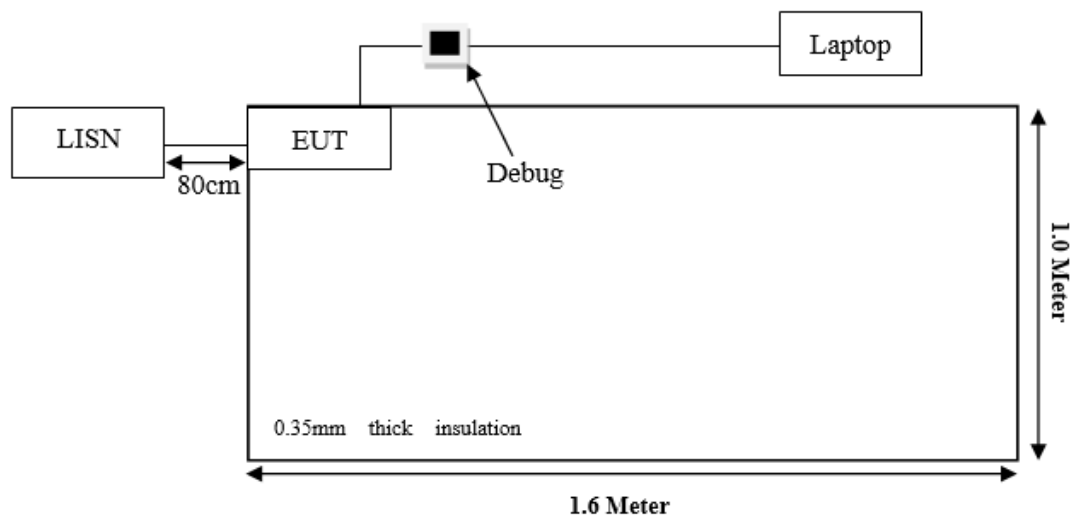 Laptop
LISN
EUT
80cm
Debug
1.0 Meter
0.35mm thick insulation
1.6 Meter